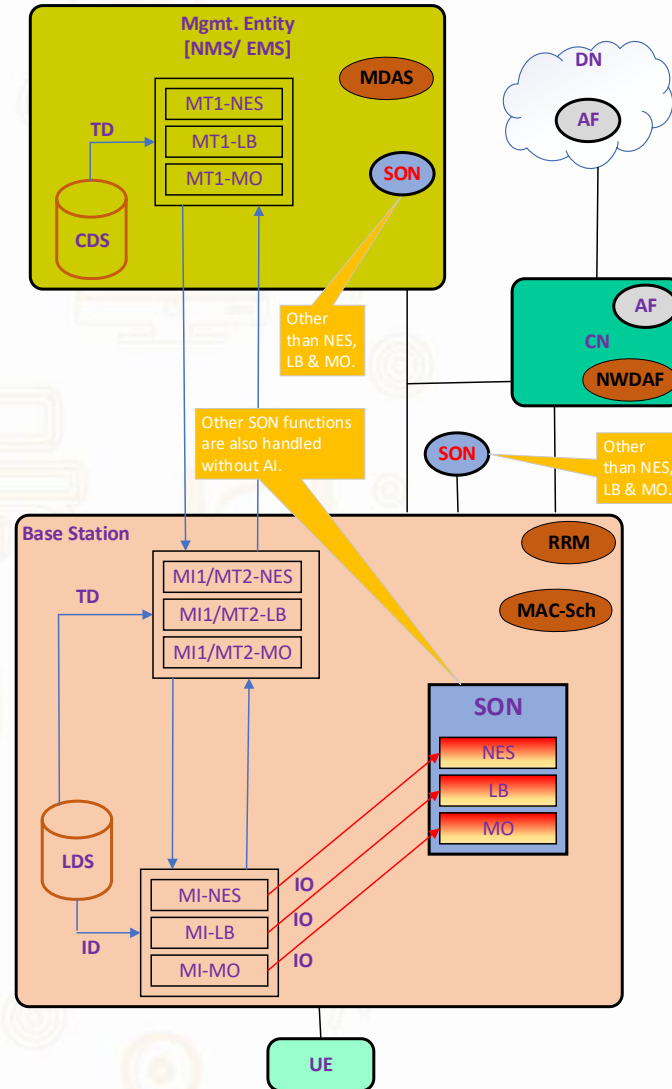 Mgmt. Entity
[NMS/ EMS]
MDAS
MT1-NES
MT1-LB
MT1-MO
TD
CDS
SON
DN
AF
Other
than NES,
LB & MO.
AF
CN
NWDAF
Other SON functions
are also handled
without AI.
SON
Other
than NES,
LB & MO.
Base Station
RRM
MAC-Sch
MI1/MT2-NES
MI1/MT2-LB
MI1/MT2-MO
TD
SON
NES
LB
MO
LDS
ID
MI-NES
MI-LB
MI-MO
IO
IO
IO
UE